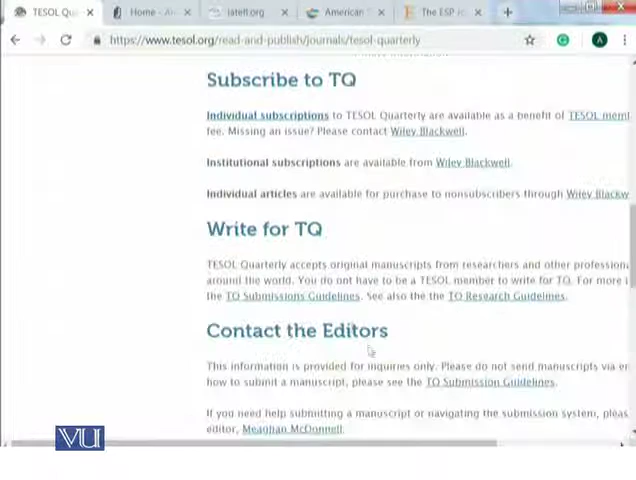 TESOL Qu
Home - A
iatefl.org
American
The ESP
https://www.tesol.org/read-and-publish/journals/tesol-quarterly
A
Subscribe to TQ
Individual subscriptions to TESOL Quarterly are available as a benefit of TESOL mem
fee. Missing an issue? Please contact Wiley Blackwell.
Institutional subscriptions are available from Wiley Blackwell.
Individual articles are available for purchase to nonsubscribers through Wiley Blackw
Write for TQ
TESOL Quarterly accepts original manuscripts from researchers and other profession
around the world. You do not have to be a TESOL member to write for TQ. For more i
the TQ Submissions Guidelines. See also the the TQ Research Guidelines.
Contact the Editors
This information is provided for inquiries only. Please do not send manuscripts via em
how to submit a manuscript, please see the TQ Submission Guidelines.
If you need help submitting a manuscript or navigating the submission system, pleas
editor, Meaghan McDonnell.
VU